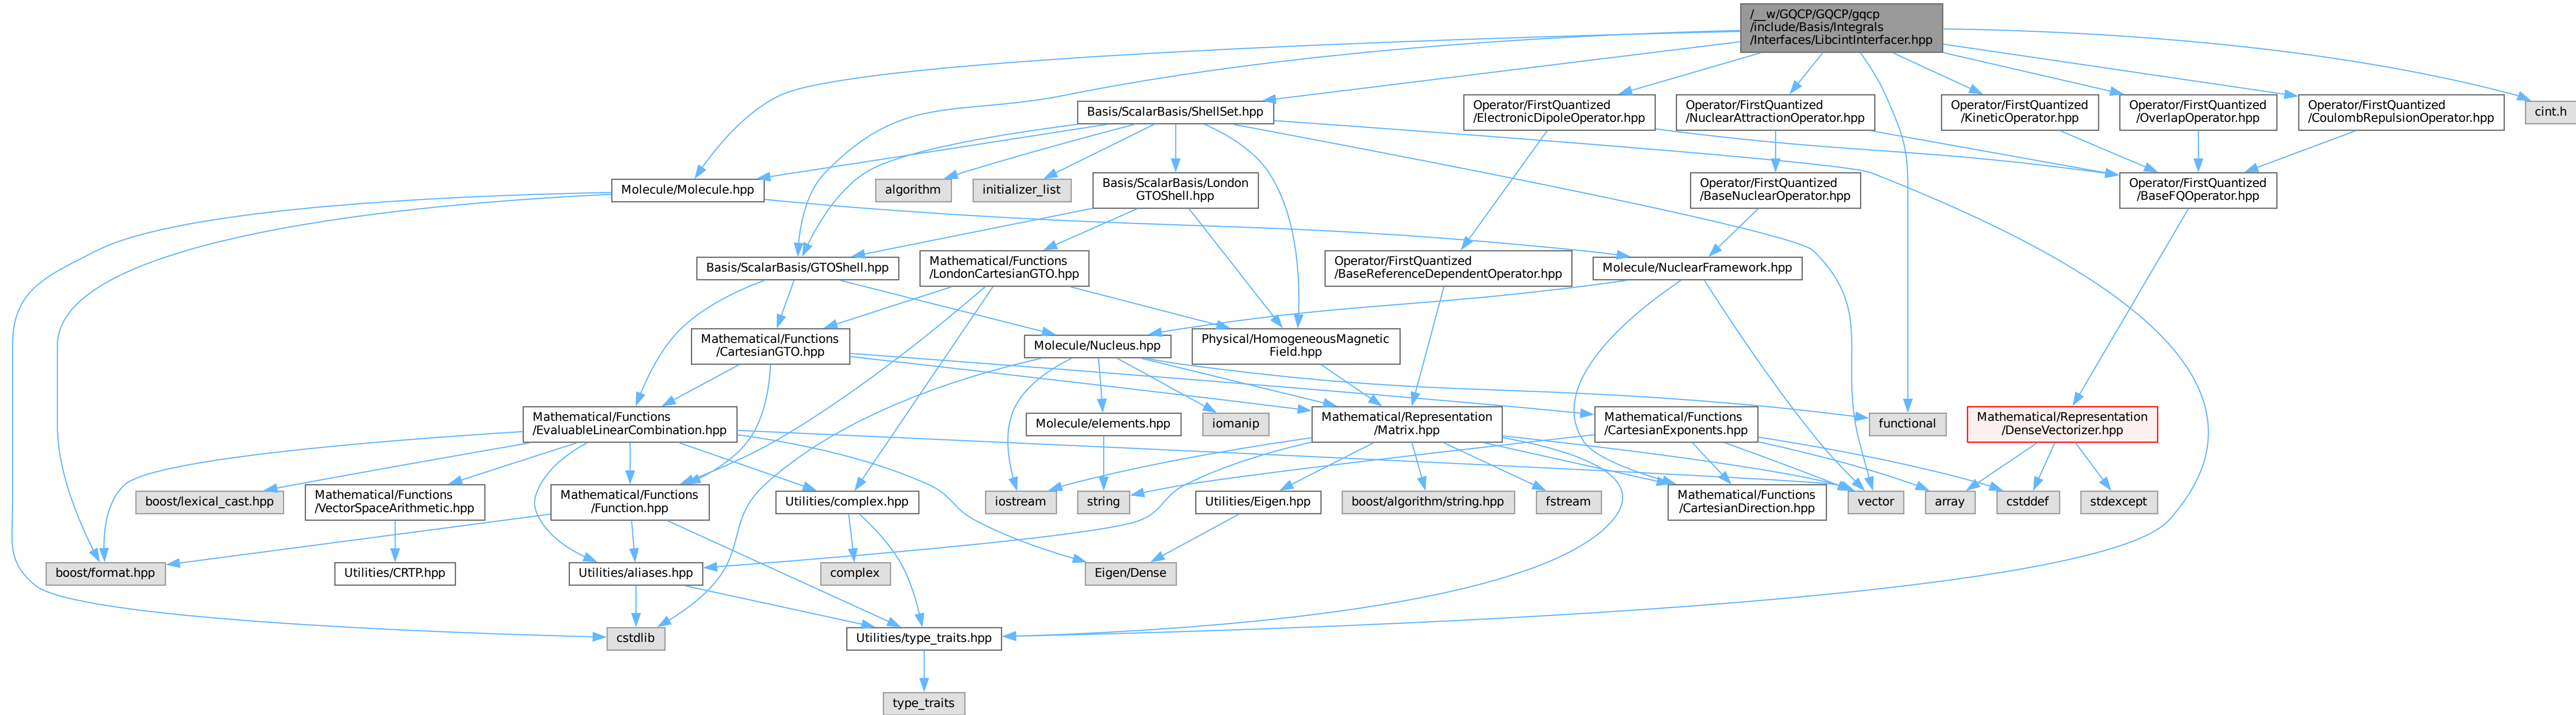 /__w/GQCP/GQCP/gqcp
/include/Basis/Integrals
/Interfaces/LibcintInterfacer.hpp
Basis/ScalarBasis/ShellSet.hpp
Operator/FirstQuantized
/ElectronicDipoleOperator.hpp
Operator/FirstQuantized
/NuclearAttractionOperator.hpp
Operator/FirstQuantized
/KineticOperator.hpp
Operator/FirstQuantized
/OverlapOperator.hpp
Operator/FirstQuantized
/CoulombRepulsionOperator.hpp
cint.h
Molecule/Molecule.hpp
algorithm
initializer_list
Basis/ScalarBasis/London
GTOShell.hpp
Operator/FirstQuantized
/BaseNuclearOperator.hpp
Operator/FirstQuantized
/BaseFQOperator.hpp
Basis/ScalarBasis/GTOShell.hpp
Mathematical/Functions
/LondonCartesianGTO.hpp
Operator/FirstQuantized
/BaseReferenceDependentOperator.hpp
Molecule/NuclearFramework.hpp
Mathematical/Functions
/CartesianGTO.hpp
Molecule/Nucleus.hpp
Physical/HomogeneousMagnetic
Field.hpp
Mathematical/Functions
/EvaluableLinearCombination.hpp
Molecule/elements.hpp
iomanip
Mathematical/Representation
/Matrix.hpp
Mathematical/Functions
/CartesianExponents.hpp
functional
Mathematical/Representation
/DenseVectorizer.hpp
boost/lexical_cast.hpp
Mathematical/Functions
/VectorSpaceArithmetic.hpp
Mathematical/Functions
/Function.hpp
Utilities/complex.hpp
iostream
string
Utilities/Eigen.hpp
boost/algorithm/string.hpp
fstream
Mathematical/Functions
/CartesianDirection.hpp
vector
array
cstddef
stdexcept
boost/format.hpp
Utilities/CRTP.hpp
Utilities/aliases.hpp
complex
Eigen/Dense
cstdlib
Utilities/type_traits.hpp
type_traits